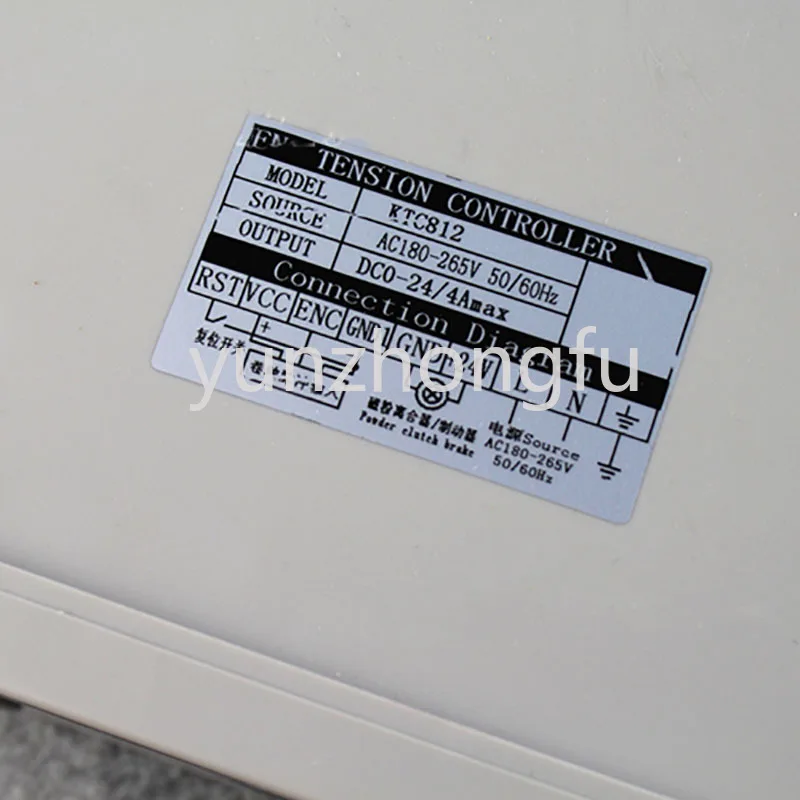 TENSION CONTROLLER
MODEL KTC812
SOURCE AC180-265V 50/60Hz
OUTPUT DC0-24/4Amax
Connection Diagram
RST VCC ENC GND GND 24V N
复位开关 +
磁粉离合器/制动器
Powder clutch brake
电源Source
AC180-265V
50/60Hz
yunzhongfu